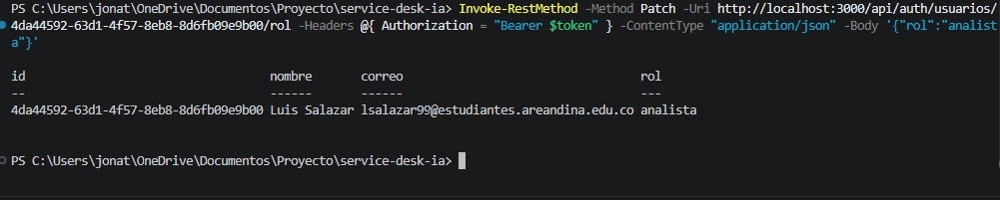 PS C:\Users\jonat\OneDrive\Documentos\Proyecto\service-desk-ia> Invoke-RestMethod -Method Patch -Uri http://localhost:3000/api/auth/usuarios/
4da44592-63d1-4f57-8eb8-8d6fb09e9b00/rol -Headers @{ Authorization = "Bearer $token" } -ContentType "application/json" -Body '{"rol":"analist
a"}'
id nombre correo rol
-- ------ ------ ---
4da44592-63d1-4f57-8eb8-8d6fb09e9b00 Luis Salazar lsalazar99@estudiantes.areandina.edu.co analista
PS C:\Users\jonat\OneDrive\Documentos\Proyecto\service-desk-ia>